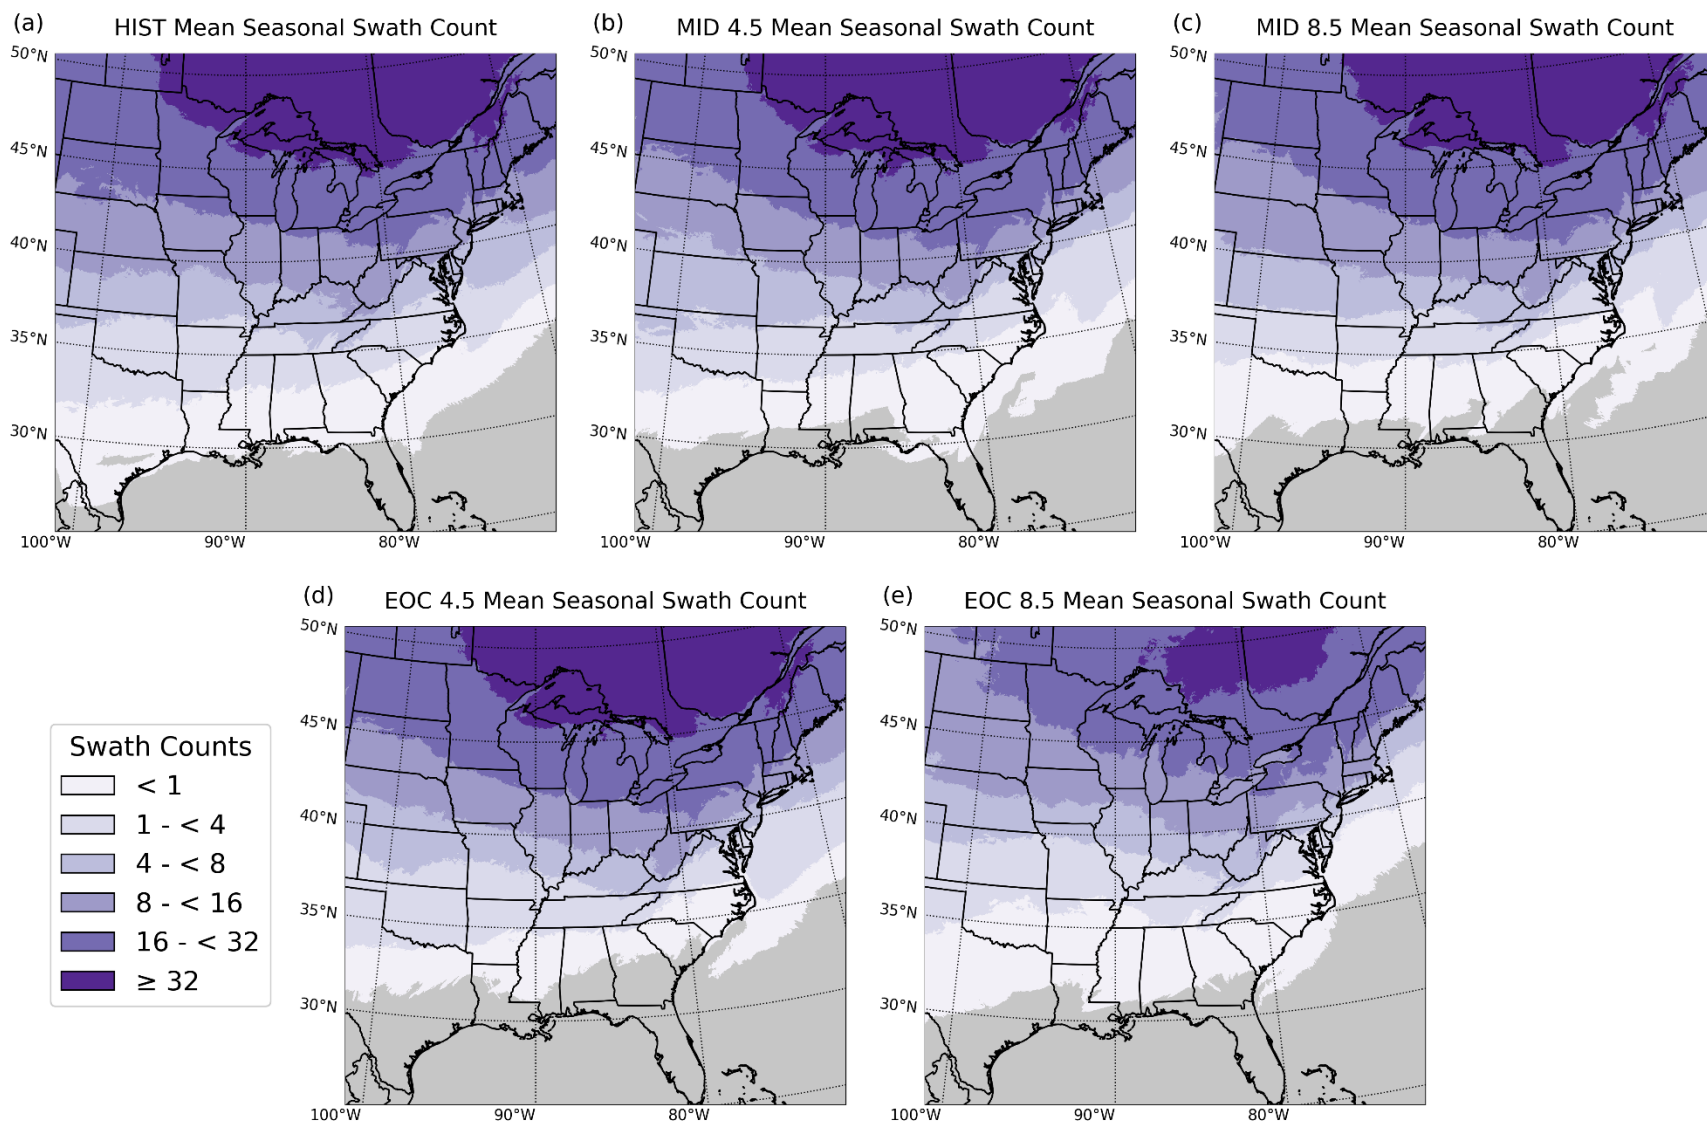 (a) HIST Mean Seasonal Swath Count
50°N
45°N
40°N
35°N
30°N
100°W 90°W 80°W
(b) MID 4.5 Mean Seasonal Swath Count
50°N
45°N
40°N
35°N
30°N
100°W 90°W 80°W
(c) MID 8.5 Mean Seasonal Swath Count
50°N
45°N
40°N
35°N
30°N
100°W 90°W 80°W
(d) EOC 4.5 Mean Seasonal Swath Count
50°N
45°N
40°N
35°N
30°N
100°W 90°W 80°W
(e) EOC 8.5 Mean Seasonal Swath Count
50°N
45°N
40°N
35°N
30°N
100°W 90°W 80°W
Swath Counts
< 1
1 - < 4
4 - < 8
8 - < 16
16 - < 32
≥ 32